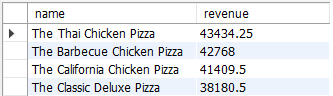 name revenue
The Thai Chicken Pizza 43434.25
The Barbecue Chicken Pizza 42768
The California Chicken Pizza 41409.5
The Classic Deluxe Pizza 38180.5